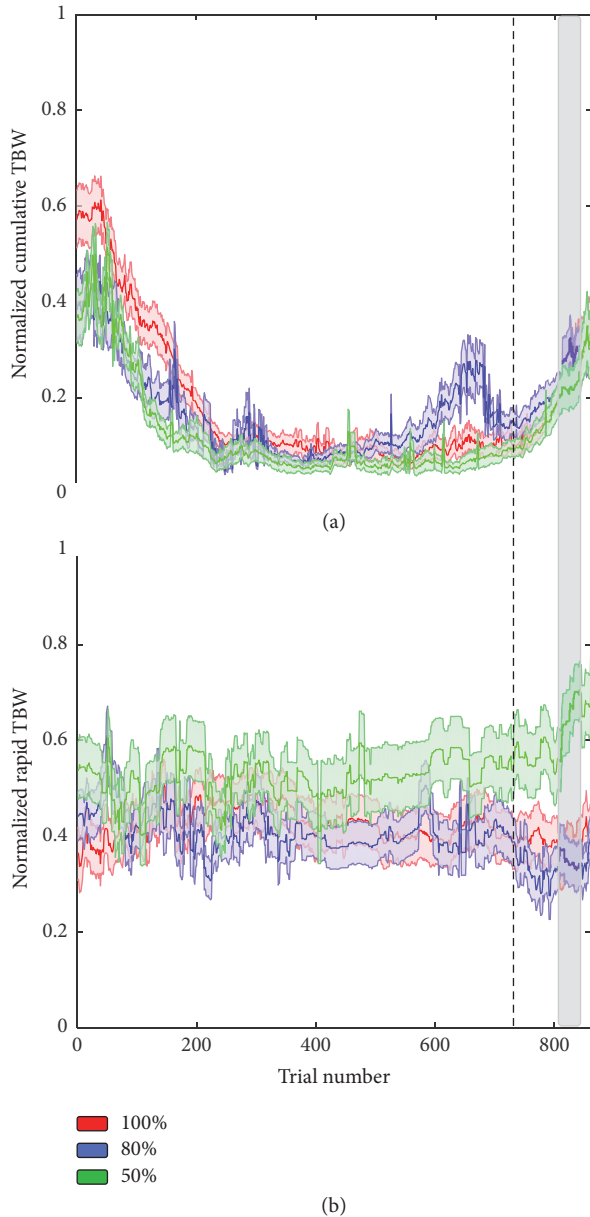 1
0.8
0.6
0.4
0.2
0
Normalized cumulative TBW
(a)
1
0.8
0.6
0.4
0.2
0
Normalized rapid TBW
0 200 400 600 800
Trial number
100%
80%
50%
(b)